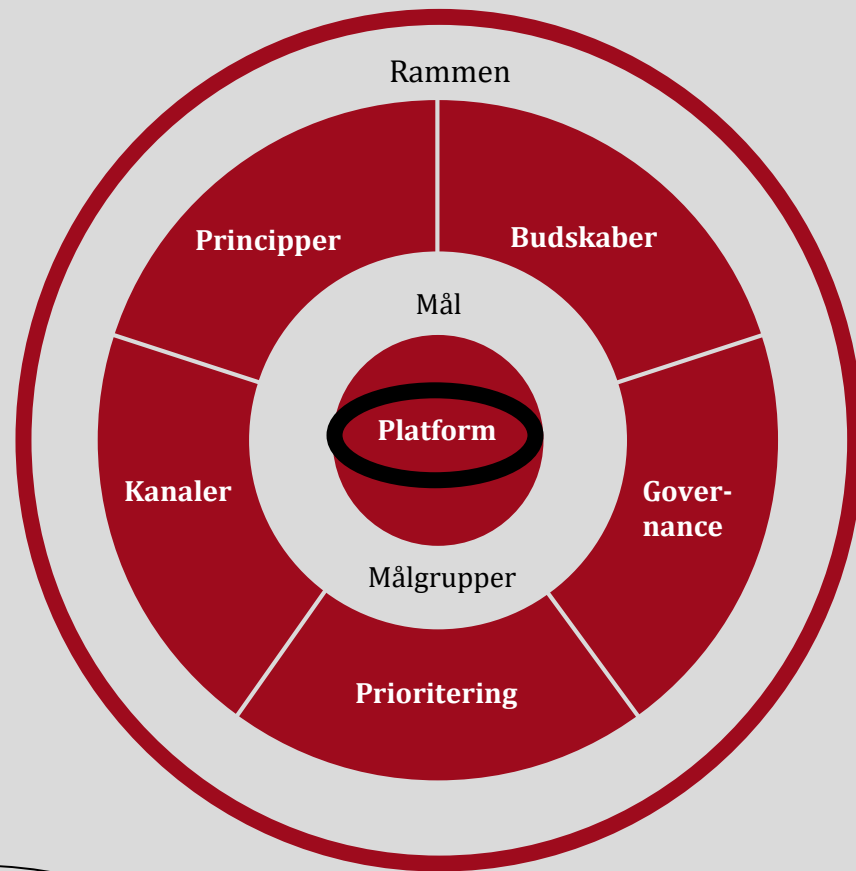 Rammen
Principper
Budskaber
Mål
Platform
Kanaler
Gover-
nance
Målgrupper
Prioritering